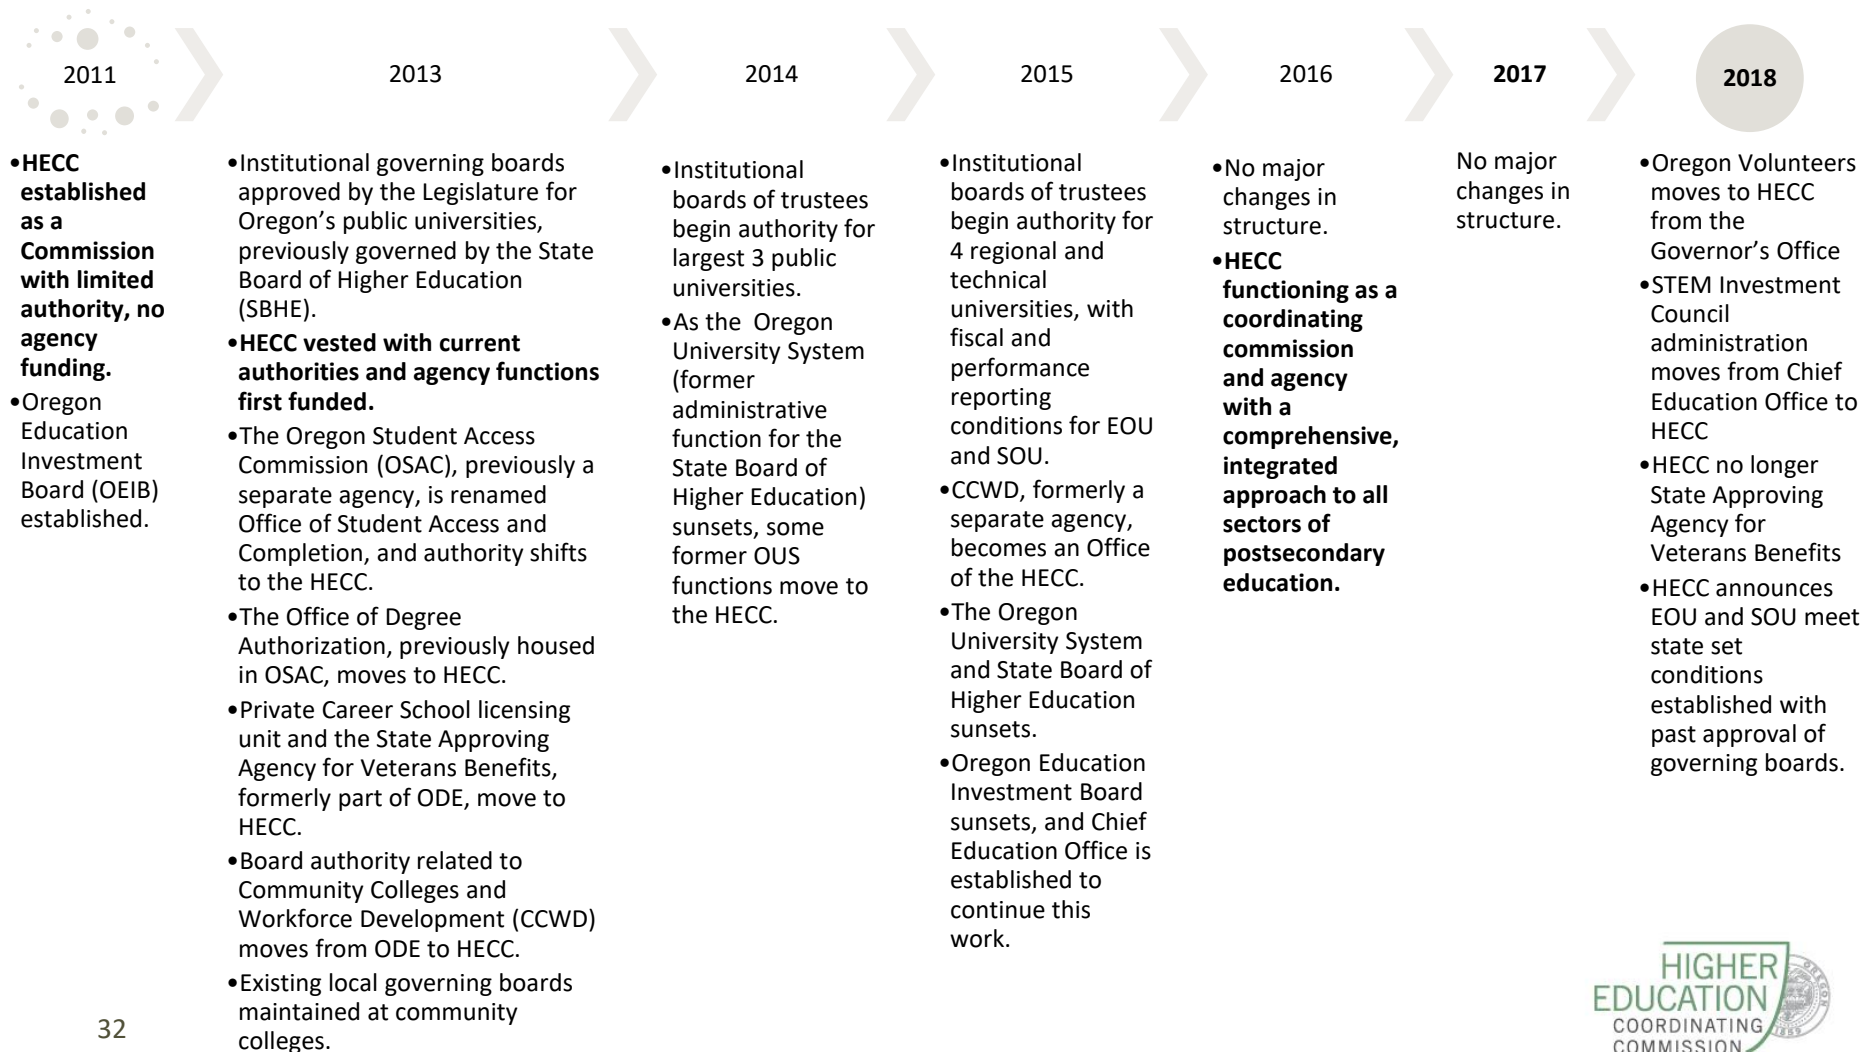 2011
•HECC
established
as a
Commission
with limited
authority, no
agency
funding.
•Oregon
Education
Investment
Board (OEIB)
established.
2013
•Institutional governing boards
approved by the Legislature for
Oregon’s public universities,
previously governed by the State
Board of Higher Education
(SBHE).
•HECC vested with current
authorities and agency functions
first funded.
•The Oregon Student Access
Commission (OSAC), previously a
separate agency, is renamed
Office of Student Access and
Completion, and authority shifts
to the HECC.
•The Office of Degree
Authorization, previously housed
in OSAC, moves to HECC.
•Private Career School licensing
unit and the State Approving
Agency for Veterans Benefits,
formerly part of ODE, move to
HECC.
•Board authority related to
Community Colleges and
Workforce Development (CCWD)
moves from ODE to HECC.
•Existing local governing boards
maintained at community
colleges.
2014
•Institutional
boards of trustees
begin authority for
largest 3 public
universities.
•As the  Oregon
University System
(former
administrative
function for the
State Board of
Higher Education)
sunsets, some
former OUS
functions move to
the HECC.
2015
•Institutional
boards of trustees
begin authority for
4 regional and
technical
universities, with
fiscal and
performance
reporting
conditions for EOU
and SOU.
•CCWD, formerly a
separate agency,
becomes an Office
of the HECC.
•The Oregon
University System
and State Board of
Higher Education
sunsets.
•Oregon Education
Investment Board
sunsets, and Chief
Education Office is
established to
continue this
work.
2016
•No major
changes in
structure.
•HECC
functioning as a
coordinating
commission
and agency
with a
comprehensive,
integrated
approach to all
sectors of
postsecondary
education.
2017
No major
changes in
structure.
2018
•Oregon Volunteers
moves to HECC
from the
Governor’s Office
•STEM Investment
Council
administration
moves from Chief
Education Office to
HECC
•HECC no longer
State Approving
Agency for
Veterans Benefits
•HECC announces
EOU and SOU meet
state set
conditions
established with
past approval of
governing boards.
32
HIGHER
EDUCATION
COORDINATING
COMMISSION
OREGON
1859